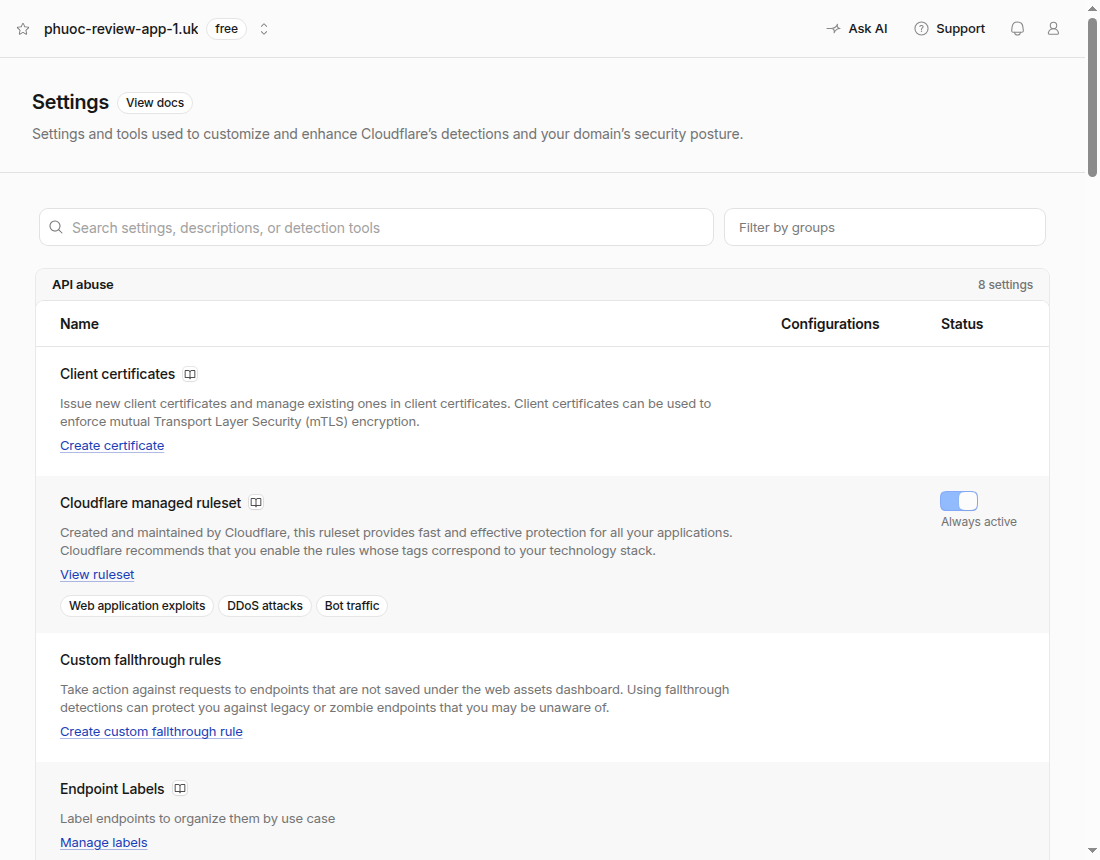 phuoc-review-app-1.uk free Ask AI Support
Settings View docs
Settings and tools used to customize and enhance Cloudflare’s detections and your domain’s security posture.
Search settings, descriptions, or detection tools Filter by groups
API abuse 8 settings
Name Configurations Status
Client certificates
Issue new client certificates and manage existing ones in client certificates. Client certificates can be used to
enforce mutual Transport Layer Security (mTLS) encryption.
Create certificate
Cloudflare managed ruleset
Always active
Created and maintained by Cloudflare, this ruleset provides fast and effective protection for all your applications.
Cloudflare recommends that you enable the rules whose tags correspond to your technology stack.
View ruleset
Web application exploits DDoS attacks Bot traffic
Custom fallthrough rules
Take action against requests to endpoints that are not saved under the web assets dashboard. Using fallthrough
detections can protect you against legacy or zombie endpoints that you may be unaware of.
Create custom fallthrough rule
Endpoint Labels
Label endpoints to organize them by use case
Manage labels